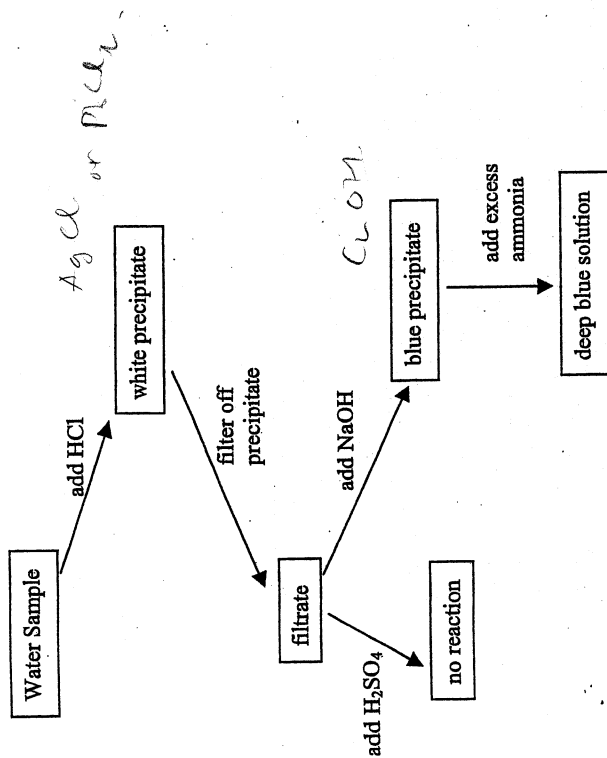 Water Sample
add HCl
AgCl or PbCl2
white precipitate
filter off
precipitate
filtrate
add H2SO4
no reaction
add NaOH
blue precipitate
add excess
ammonia
deep blue solution